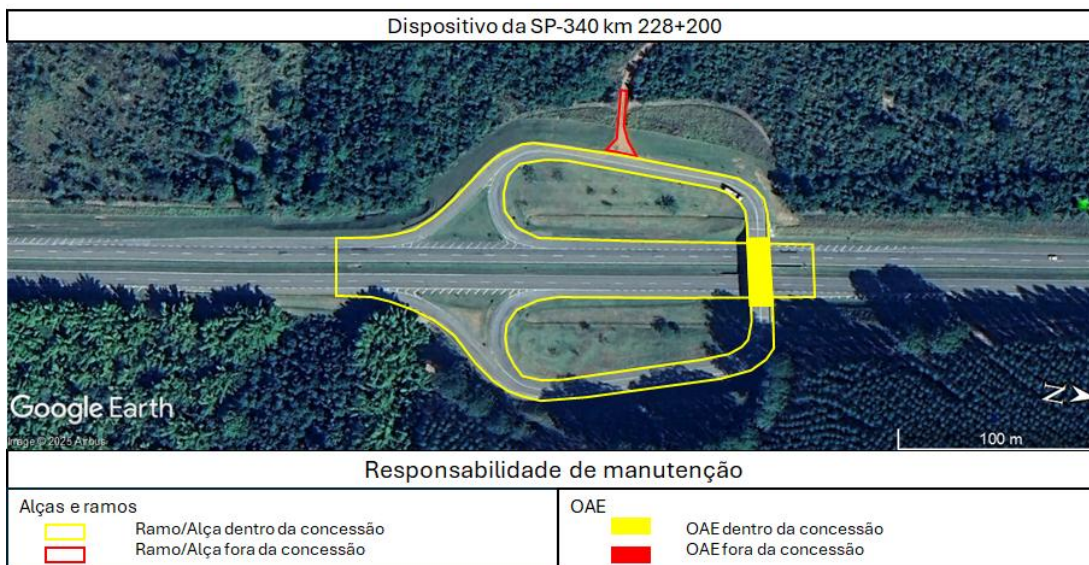 Dispositivo da SP-340 km 228+200
Google Earth
Image © 2025 Airbus
N
100 m
Responsabilidade de manutenção
Alças e ramos
Ramo/Alça dentro da concessão
Ramo/Alça fora da concessão
OAE
OAE dentro da concessão
OAE fora da concessão